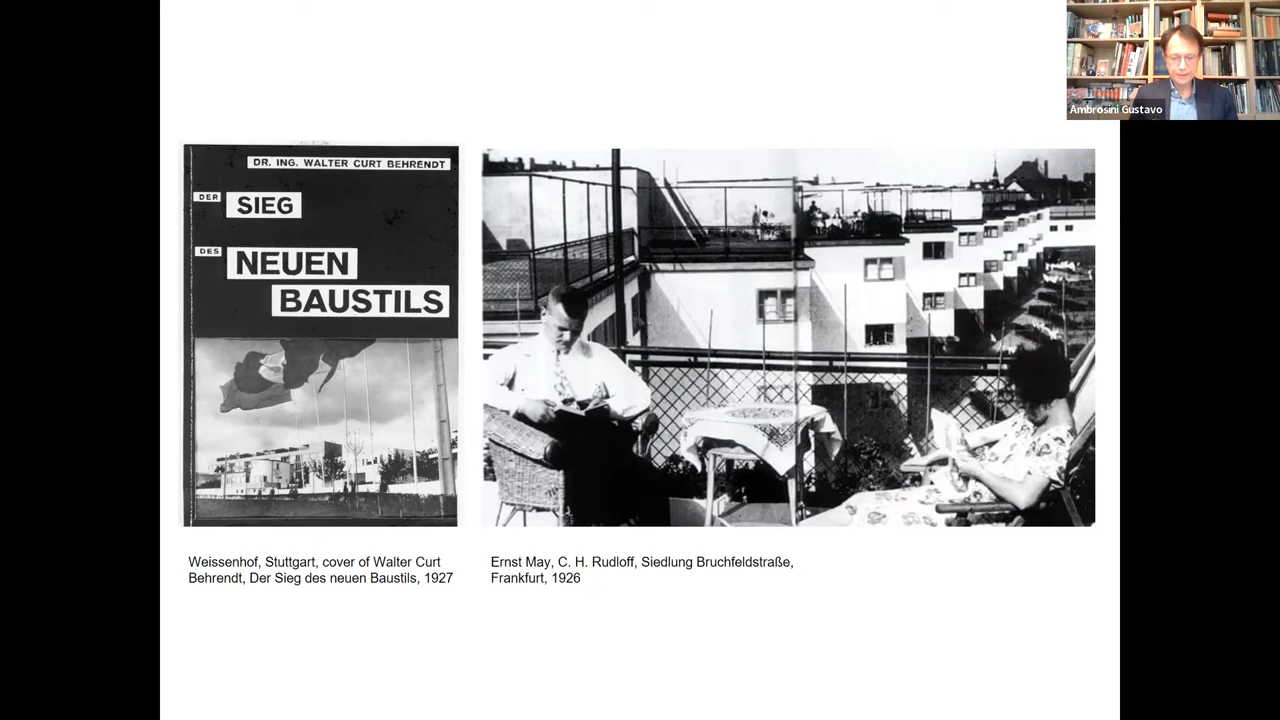 Ambrosini Gustavo
DR. ING. WALTER CURT BEHRENDT
DER
SIEG
DES
NEUEN
BAUSTILS
Weissenhof, Stuttgart, cover of Walter Curt
Behrendt, Der Sieg des neuen Baustils, 1927
Ernst May, C. H. Rudloff, Siedlung Bruchfeldstraße,
Frankfurt, 1926